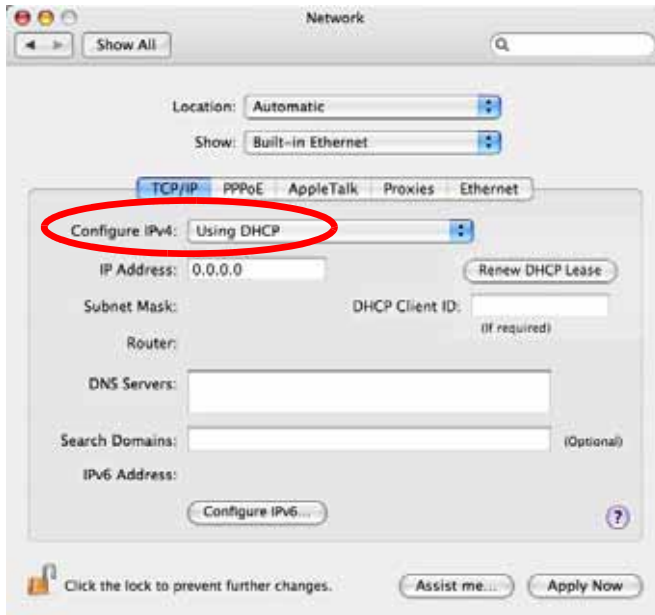 Network
Show All
Location: Automatic
Show: Built-in Ethernet
TCP/IP PPPoE AppleTalk Proxies Ethernet
Configure IPv4: Using DHCP
IP Address: 0.0.0.0 Renew DHCP Lease
Subnet Mask: DHCP Client ID:
(If required)
Router:
DNS Servers:
Search Domains: (Optional)
IPv6 Address:
Configure IPv6... ?
Click the lock to prevent further changes. Assist me... Apply Now